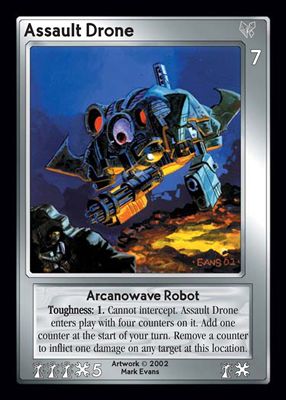 Assault Drone
7
EANS 02
Arcanowave Robot
Toughness: 1. Cannot intercept. Assault Drone
enters play with four counters on it. Add one
counter at the start of your turn. Remove a counter
to inflict one damage on any target at this location.
5
Artwork © 2002
Mark Evans